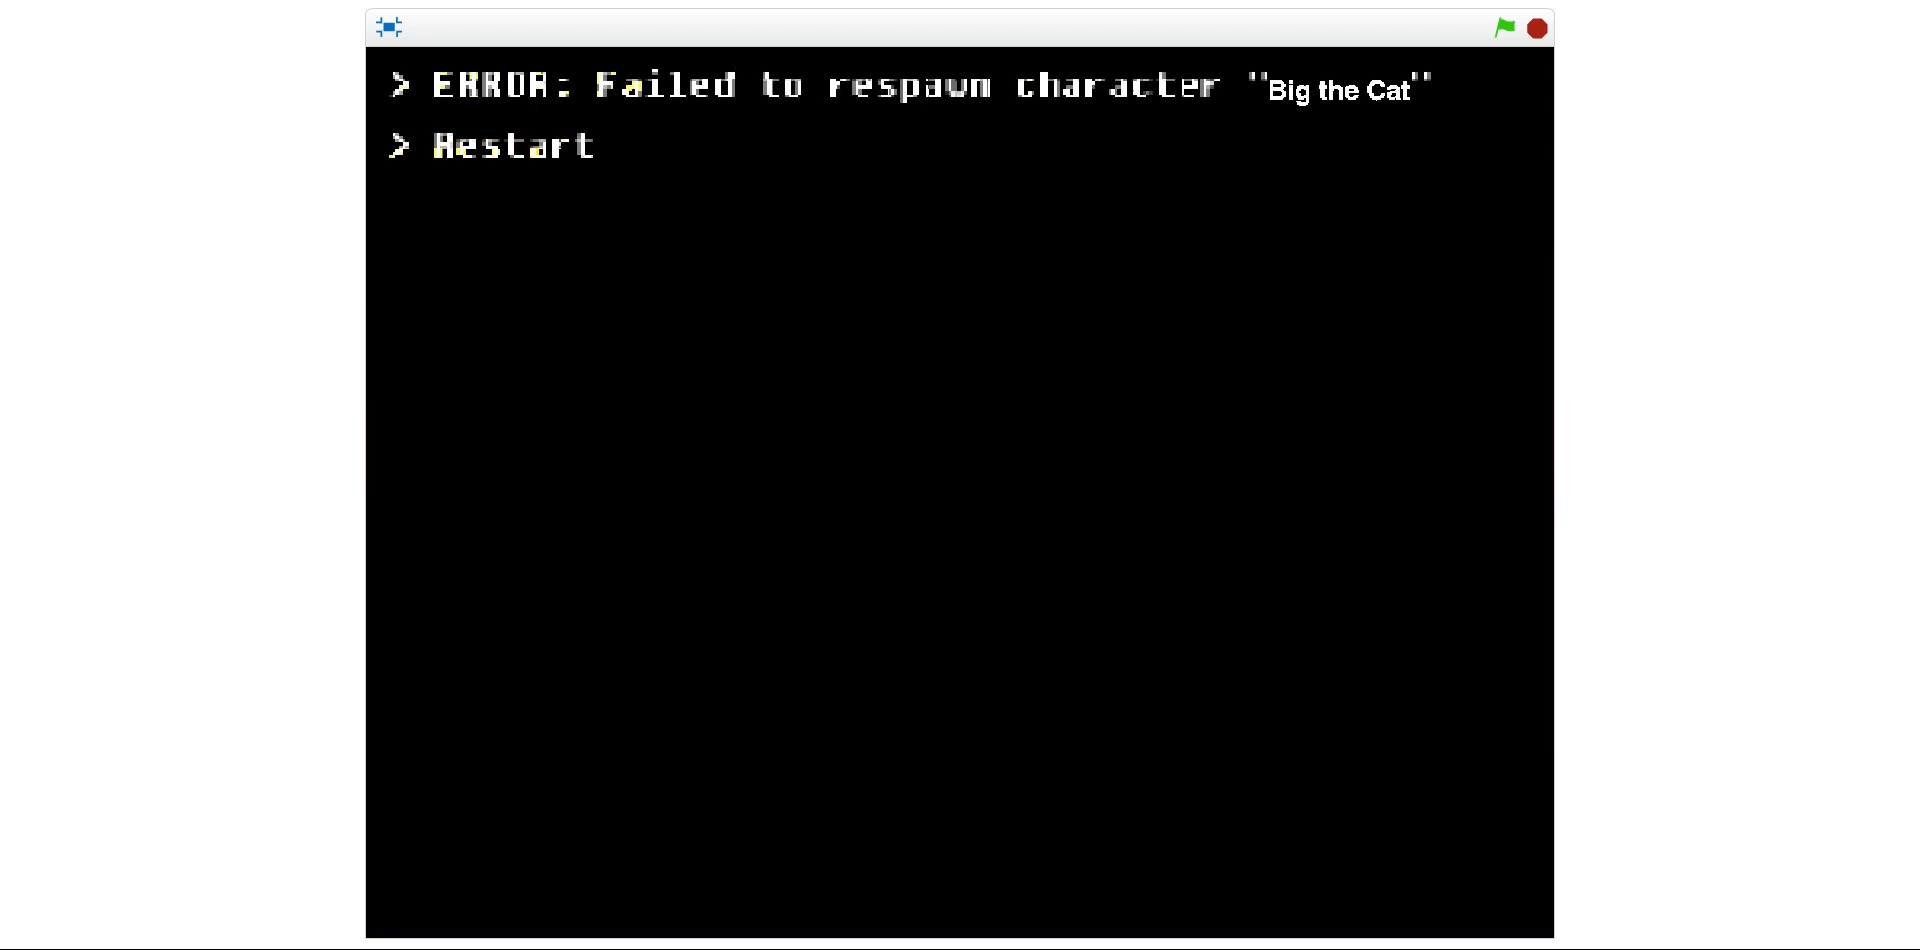 > ERROR: Failed to respawn character "Big the Cat"
> Restart